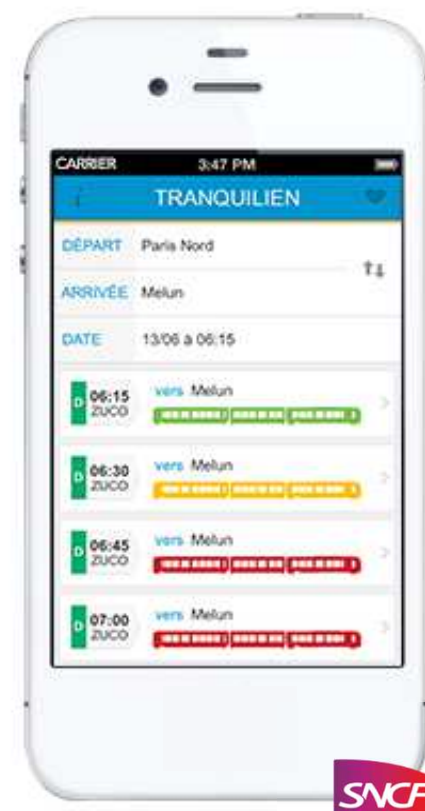 CARRIER 3:47 PM
TRANQUILIEN
DÉPART Paris Nord
ARRIVÉE Melun
DATE 13/06 à 06:15
D 06:15 vers Melun
ZUCO
D 06:30 vers Melun
ZUCO
D 06:45 vers Melun
ZUCO
D 07:00 vers Melun
ZUCO
SNCF